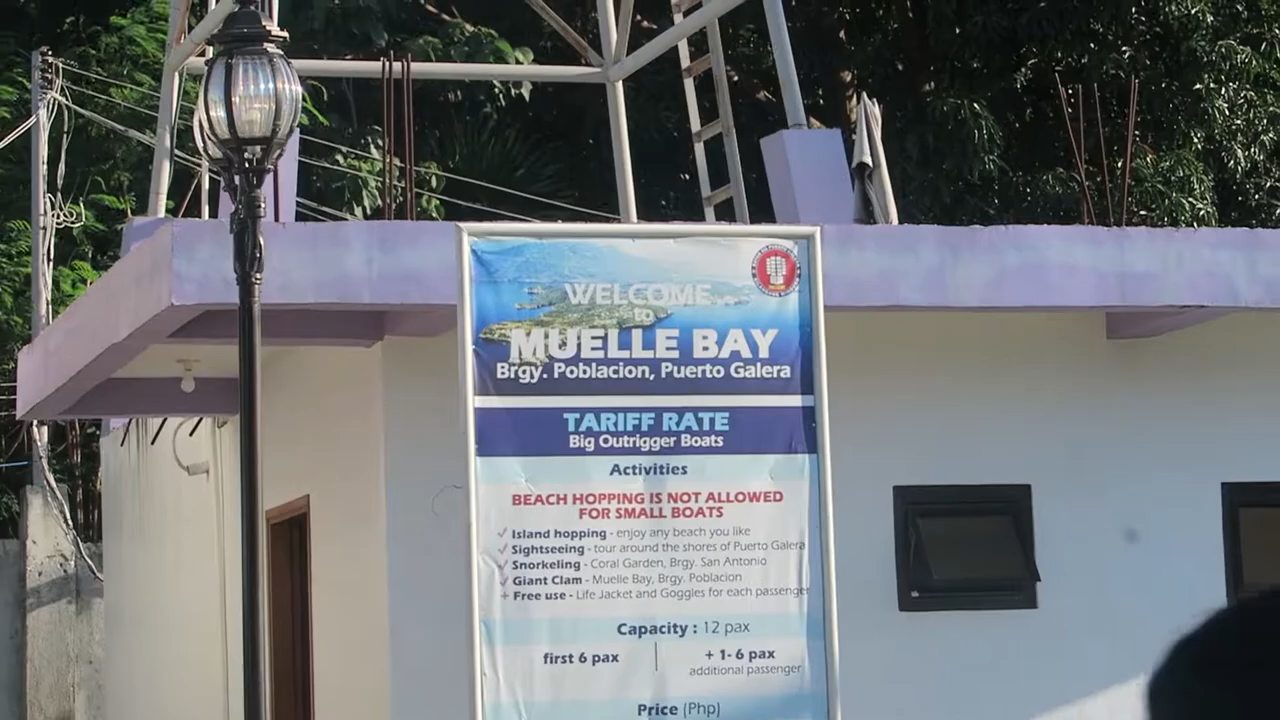 WELCOME
to
MUELLE BAY
Brgy. Poblacion, Puerto Galera
TARIFF RATE
Big Outrigger Boats
Activities
BEACH HOPPING IS NOT ALLOWED
FOR SMALL BOATS
✓ Island hopping - enjoy any beach you like
✓ Sightseeing - tour around the shores of Puerto Galera
✓ Snorkeling - Coral Garden, Brgy. San Antonio
✓ Giant Clam - Muelle Bay, Brgy. Poblacion
+ Free use - Life Jacket and Goggles for each passenger
Capacity : 12 pax
first 6 pax
+ 1- 6 pax
additional passenger
Price (Php)